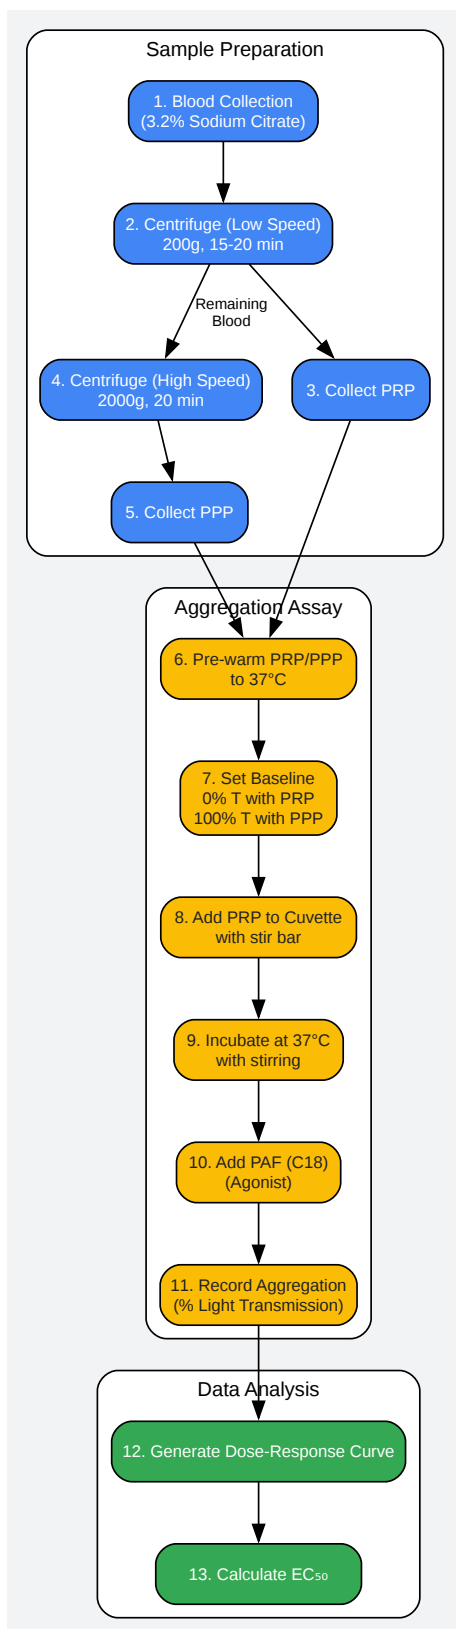 Sample Preparation
1. Blood Collection
(3.2% Sodium Citrate)
2. Centrifuge (Low Speed)
200g, 15-20 min
Remaining
Blood
4. Centrifuge (High Speed)
2000g, 20 min
3. Collect PRP
5. Collect PPP
Aggregation Assay
6. Pre-warm PRP/PPP
to 37°C
7. Set Baseline
0% T with PRP
100% T with PPP
8. Add PRP to Cuvette
with stir bar
9. Incubate at 37°C
with stirring
10. Add PAF (C18)
(Agonist)
11. Record Aggregation
(% Light Transmission)
Data Analysis
12. Generate Dose-Response Curve
13. Calculate EC₅₀